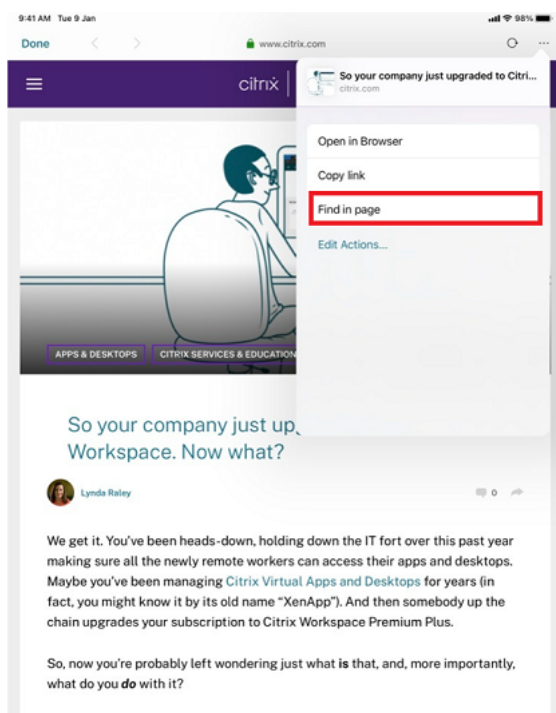 9:41 AM Tue 9 Jan
98%
Done
www.citrix.com
citrix
So your company just upgraded to Citri...
citrix.com
Open in Browser
Copy link
Find in page
Edit Actions...
APPS & DESKTOPS
CITRIX SERVICES & EDUCATION
So your company just up
Workspace. Now what?
Lynda Raley
0
We get it. You’ve been heads-down, holding down the IT fort over this past year
making sure all the newly remote workers can access their apps and desktops.
Maybe you’ve been managing Citrix Virtual Apps and Desktops for years (in
fact, you might know it by its old name “XenApp”). And then somebody up the
chain upgrades your subscription to Citrix Workspace Premium Plus.
So, now you’re probably left wondering just what is that, and, more importantly,
what do you do with it?